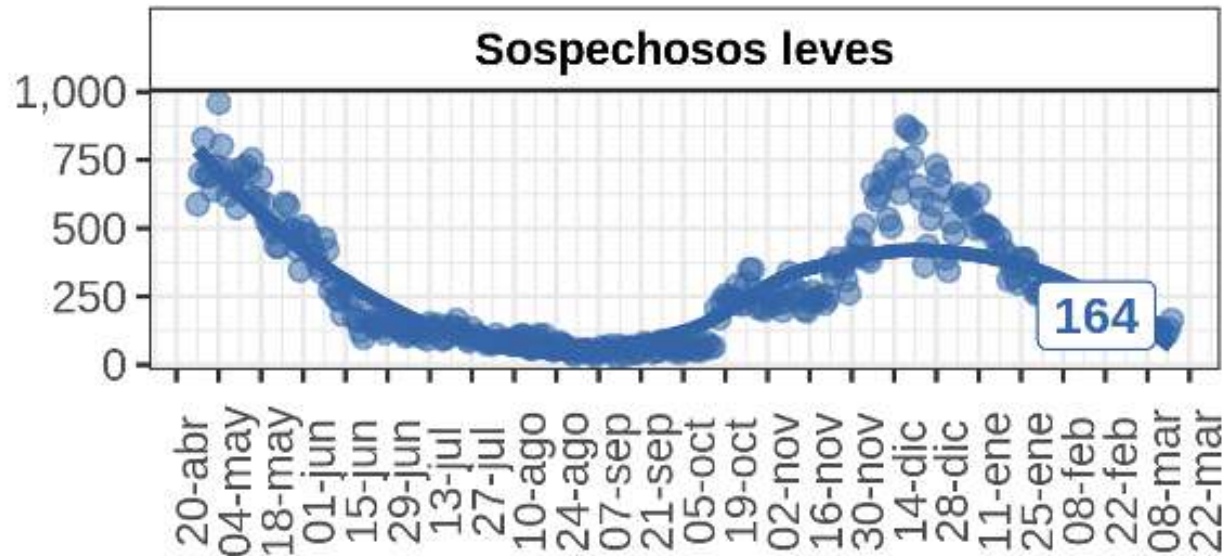 Sospechosos leves
1,000
750
500
250
0
164
20-abr
04-may
18-may
01-jun
15-jun
29-jun
13-jul
27-jul
10-ago
24-ago
07-sep
21-sep
05-oct
19-oct
02-nov
16-nov
30-nov
14-dic
28-dic
11-ene
25-ene
08-feb
22-feb
08-mar
22-mar